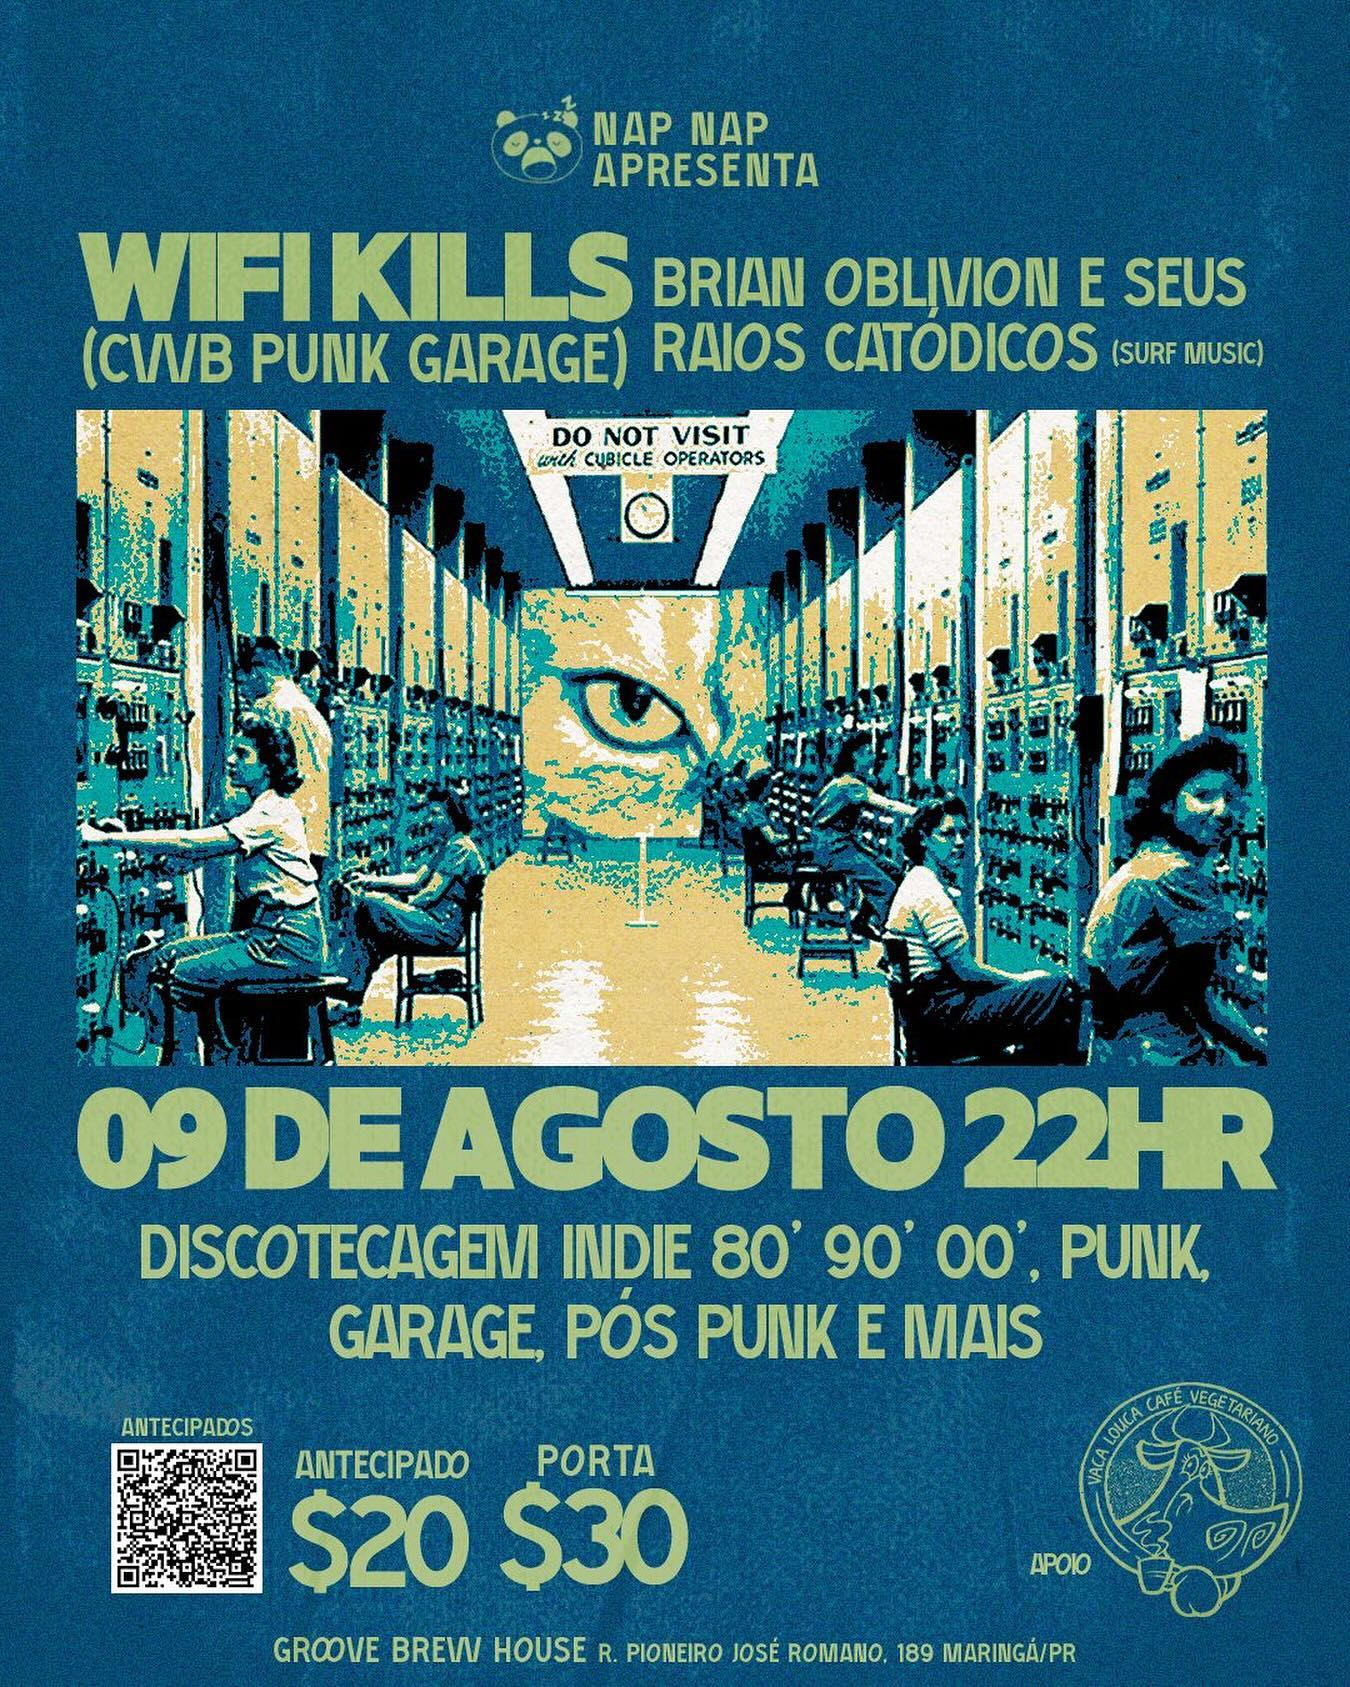 NAP NAP
APRESENTA
WIFI KILLS
(CWB PUNK GARAGE)
BRIAN OBLIVION E SEUS
RAIOS CATÓDICOS (SURF MUSIC)
DO NOT VISIT
with CUBICLE OPERATORS
09 DE AGOSTO 22HR
DISCOTECAGEM INDIE 80' 90' 00', PUNK,
GARAGE, PÓS PUNK E MAIS
ANTECIPADOS
ANTECIPADO
$20
PORTA
$30
APOIO
VACA LOUCA CAFÉ VEGETARIANO
GROOVE BREW HOUSE R. PIONEIRO JOSÉ ROMANO, 189 MARINGÁ/PR